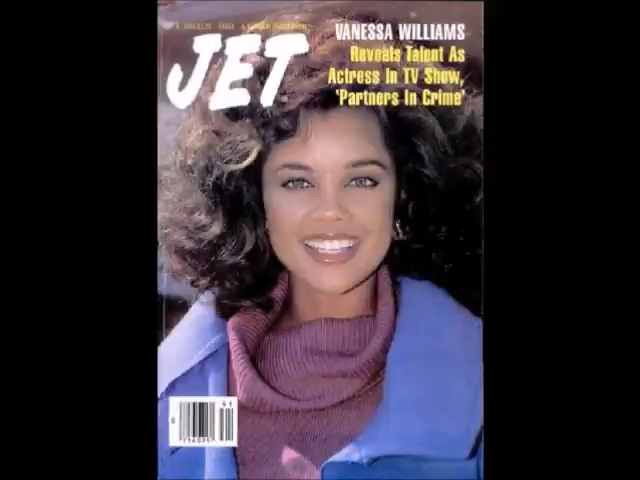 JET
VANESSA WILLIAMS
Reveals Talent As
Actress In TV Show,
'Partners In Crime'